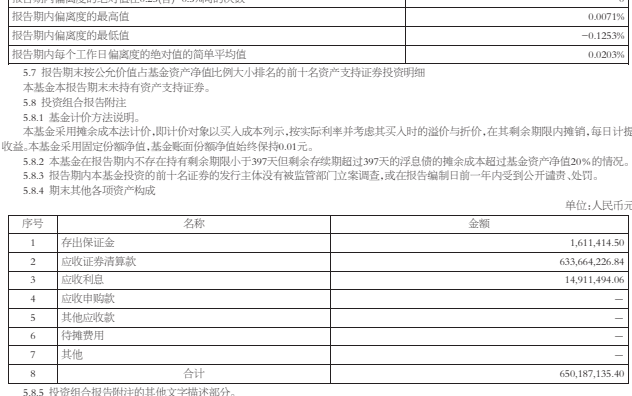 报告期内偏离度的最高值 0.0071%
报告期内偏离度的最低值 -0.1253%
报告期内每个工作日偏离度的绝对值的简单平均值 0.0203%
5.7 报告期末按公允价值占基金资产净值比例大小排名的前十名资产支持证券投资明细
本基金本报告期末未持有资产支持证券。
5.8 投资组合报告附注
5.8.1 基金计价方法说明。
本基金采用摊余成本法计价,即计价对象以买入成本列示,按实际利率并考虑其买入时的溢价与折价,在其剩余期限内摊销,每日计提
收益。本基金采用固定份额净值,基金账面份额净值始终保持0.01元。
5.8.2 本基金在报告期内不存在持有剩余期限小于397天但剩余存续期超过397天的浮息债的摊余成本超过基金资产净值20%的情况。
5.8.3 报告期内本基金投资的前十名证券的发行主体没有被监管部门立案调查,或在报告编制日前一年内受到公开谴责、处罚。
5.8.4 期末其他各项资产构成
单位:人民币元
序号 名称 金额
1 存出保证金 1,611,414.50
2 应收证券清算款 633,664,226.84
3 应收利息 14,911,494.06
4 应收申购款 —
5 其他应收款 —
6 待摊费用 —
7 其他 —
8 合计 650,187,135.40
5.8.5 投资组合报告附注的其他文字描述部分。